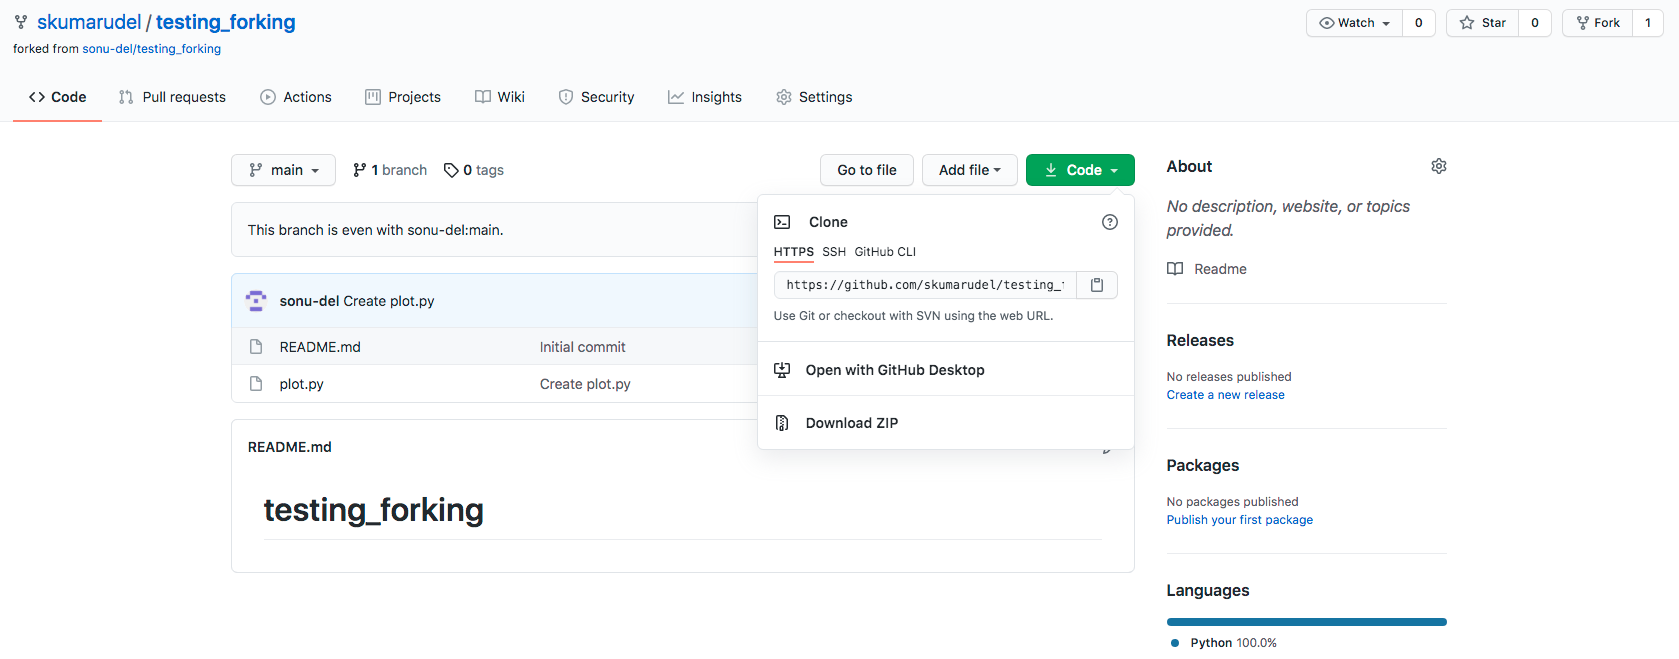 skumarudel / testing_forking
Watch 0 Star 0 Fork 1
forked from sonu-del/testing_forking
Code Pull requests Actions Projects Wiki Security Insights Settings
main 1 branch 0 tags
Go to file Add file Code
This branch is even with sonu-del:main.
sonu-del Create plot.py
README.md Initial commit
plot.py Create plot.py
README.md
testing_forking
Clone
HTTPS SSH GitHub CLI
https://github.com/skumarudel/testing_
Use Git or checkout with SVN using the web URL.
Open with GitHub Desktop
Download ZIP
About
No description, website, or topics
provided.
Readme
Releases
No releases published
Create a new release
Packages
No packages published
Publish your first package
Languages
Python 100.0%